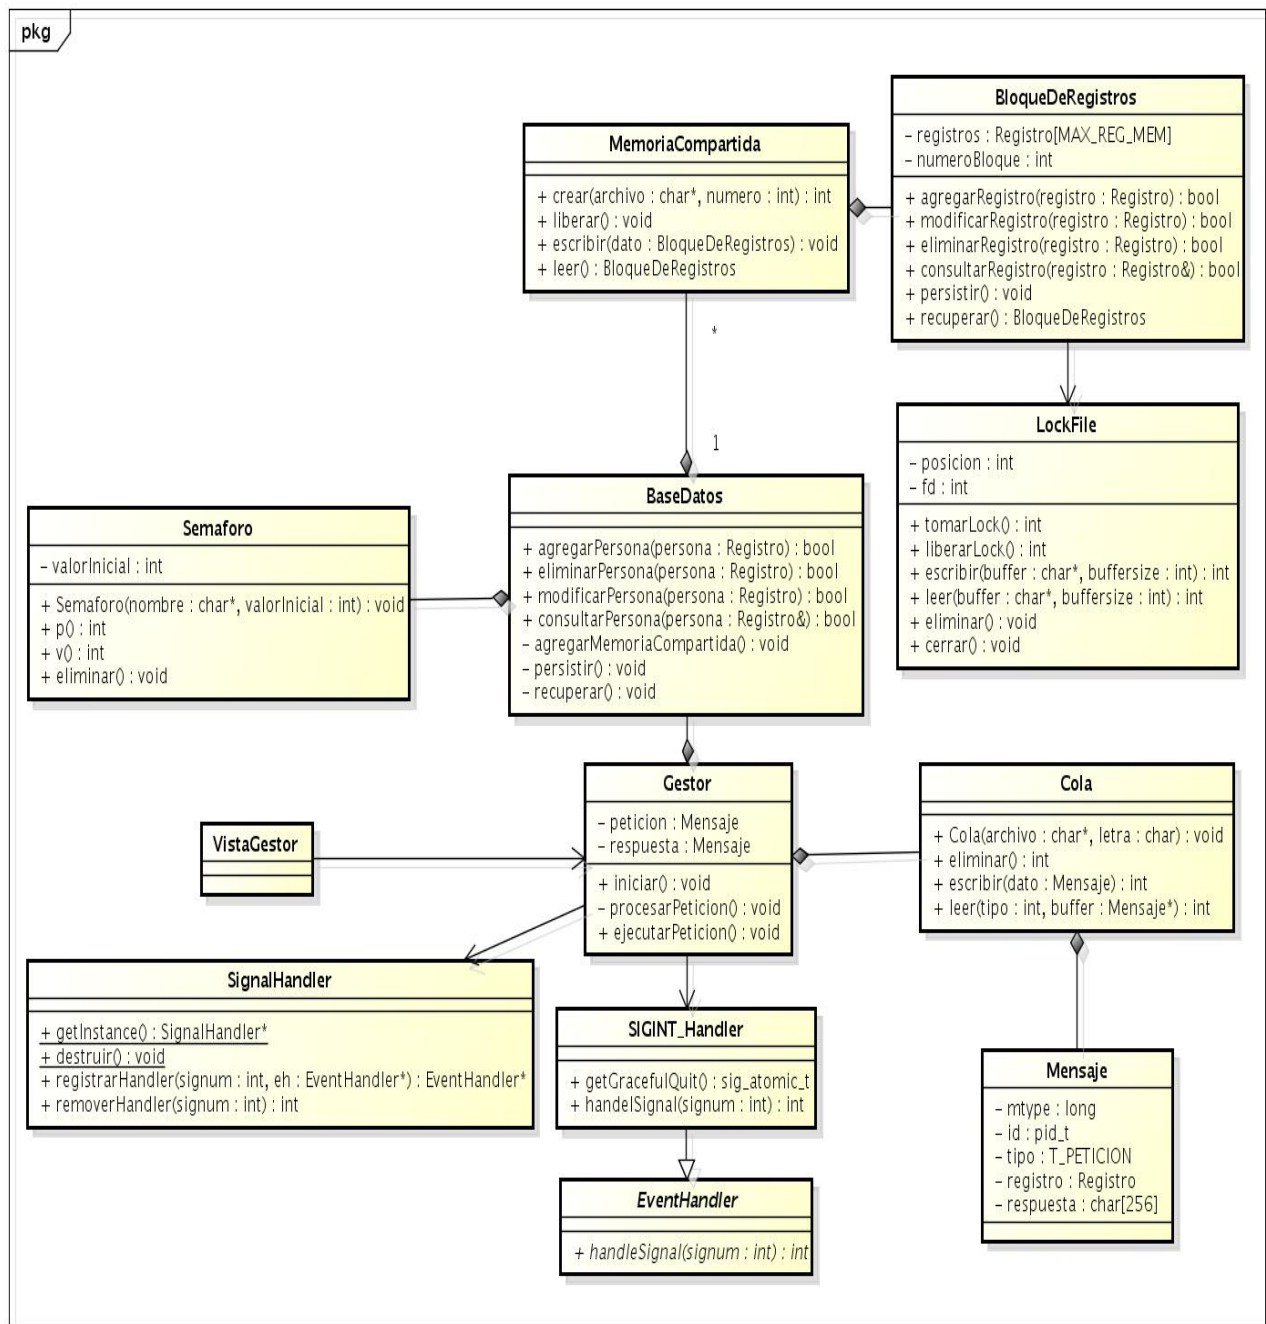 pkg
BloqueDeRegistros
– registros : Registro[MAX_REG_MEM]
– numeroBloque : int
+ agregarRegistro(registro : Registro) : bool
+ modificarRegistro(registro : Registro) : bool
+ eliminarRegistro(registro : Registro) : bool
+ consultarRegistro(registro : Registro&) : bool
+ persistir() : void
+ recuperar() : BloqueDeRegistros
MemoriaCompartida
+ crear(archivo : char*, numero : int) : int
+ liberar() : void
+ escribir(dato : BloqueDeRegistros) : void
+ leer() : BloqueDeRegistros
*
1
LockFile
– posicion : int
– fd : int
+ tomarLock() : int
+ liberarLock() : int
+ escribir(buffer : char*, buffersize : int) : int
+ leer(buffer : char*, buffersize : int) : int
+ eliminar() : void
+ cerrar() : void
BaseDatos
+ agregarPersona(persona : Registro) : bool
+ eliminarPersona(persona : Registro) : bool
+ modificarPersona(persona : Registro) : bool
+ consultarPersona(persona : Registro&) : bool
– agregarMemoriaCompartida() : void
– persistir() : void
– recuperar() : void
Semaforo
– valorInicial : int
+ Semaforo(nombre : char*, valorInicial : int) : void
+ p() : int
+ v() : int
+ eliminar() : void
Gestor
– peticion : Mensaje
– respuesta : Mensaje
+ iniciar() : void
– procesarPeticion() : void
+ ejecutarPeticion() : void
Cola
+ Cola(archivo : char*, letra : char) : void
+ eliminar() : int
+ escribir(dato : Mensaje) : int
+ leer(tipo : int, buffer : Mensaje*) : int
VistaGestor
SignalHandler
+ getInstance() : SignalHandler*
+ destruir() : void
+ registrarHandler(signum : int, eh : EventHandler*) : EventHandler*
+ removerHandler(signum : int) : int
SIGINT_Handler
+ getGracefulQuit() : sig_atomic_t
+ handelSignal(signum : int) : int
Mensaje
– mtype : long
– id : pid_t
– tipo : T_PETICION
– registro : Registro
– respuesta : char[256]
EventHandler
+ handleSignal(signum : int) : int